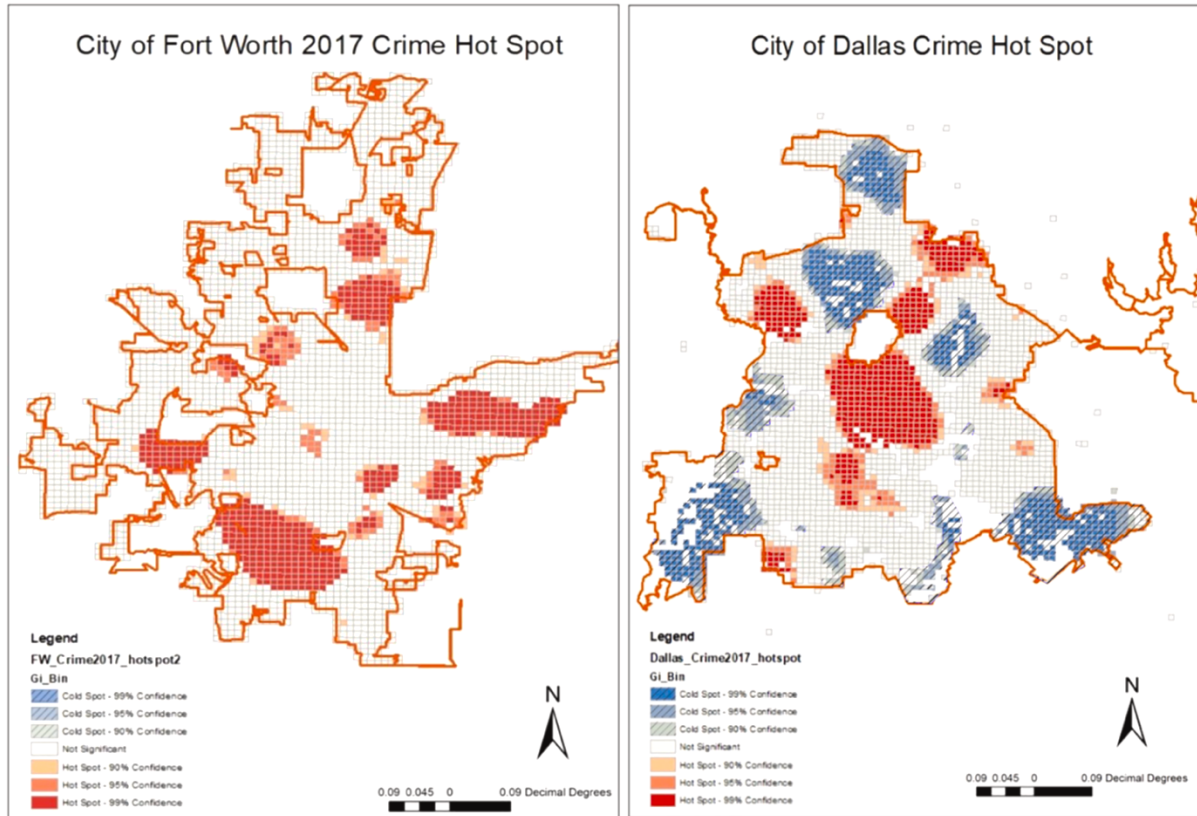 City of Fort Worth 2017 Crime Hot Spot
Legend
FW_Crime2017_hotspot2
Gi_Bin
Cold Spot - 99% Confidence
Cold Spot - 95% Confidence
Cold Spot - 90% Confidence
Not Significant
Hot Spot - 90% Confidence
Hot Spot - 95% Confidence
Hot Spot - 99% Confidence
N
0.09 0.045 0 0.09 Decimal Degrees
City of Dallas Crime Hot Spot
Legend
Dallas_Crime2017_hotspot
Gi_Bin
Cold Spot - 99% Confidence
Cold Spot - 95% Confidence
Cold Spot - 90% Confidence
Not Significant
Hot Spot - 90% Confidence
Hot Spot - 95% Confidence
Hot Spot - 99% Confidence
N
0.09 0.045 0 0.09 Decimal Degrees